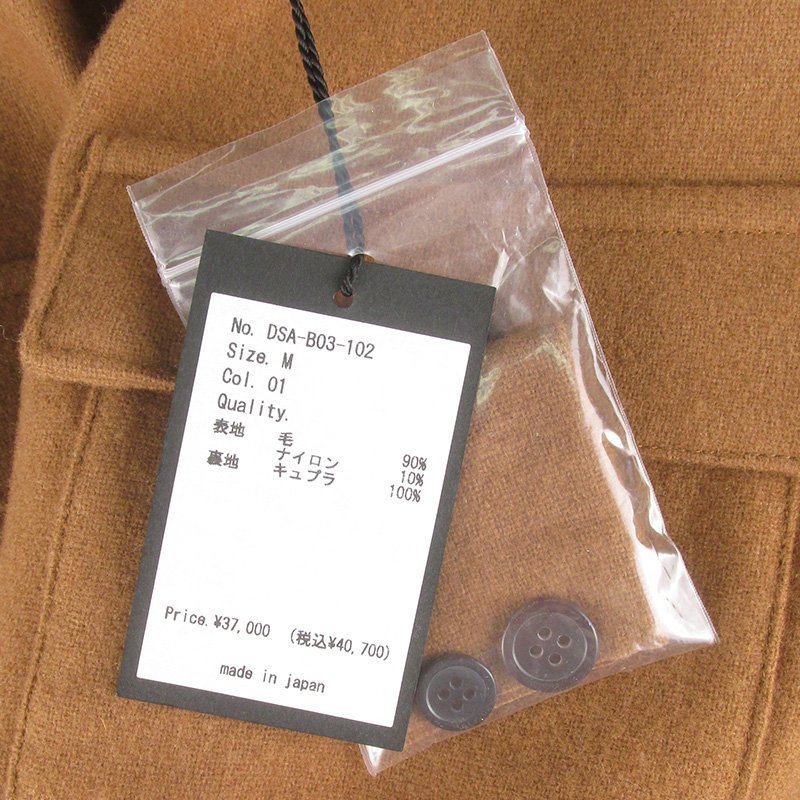 No. DSA-B03-102
Size. M
Col. 01
Quality.
表地 毛 90%
ナイロン 10%
裏地 キュプラ 100%
Price.¥37,000 (税込¥40,700)
made in japan